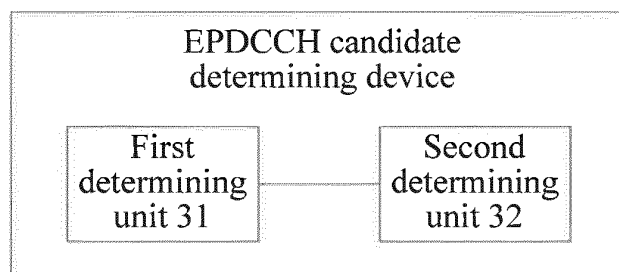 EPDCCH candidate
determining device
First
determining
unit 31
Second
determining
unit 32